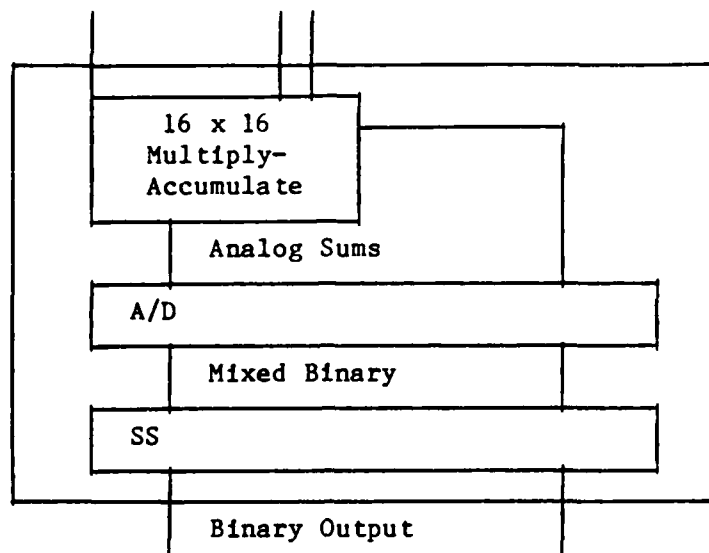 16 x 16
Multiply-
Accumulate
Analog Sums
A/D
Mixed Binary
SS
Binary Output